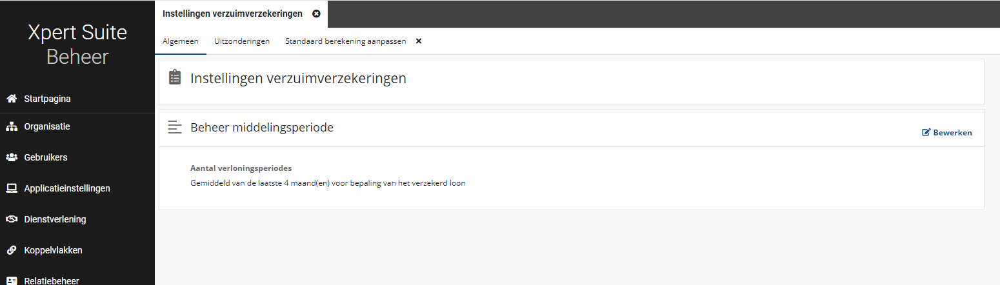 Instellingen verzuimverzekeringen
Xpert Suite
Beheer
Algemeen Uitzonderingen Standaard berekening aanpassen
Instellingen verzuimverzekeringen
Startpagina
Organisatie
Gebruikers
Applicatieinstellingen
Dienstverlening
Koppelvlakken
Relatiebeheer
Beheer middelingsperiode
Bewerken
Aantal verloningsperiodes
Gemiddeld van de laatste 4 maand(en) voor bepaling van het verzekerd loon